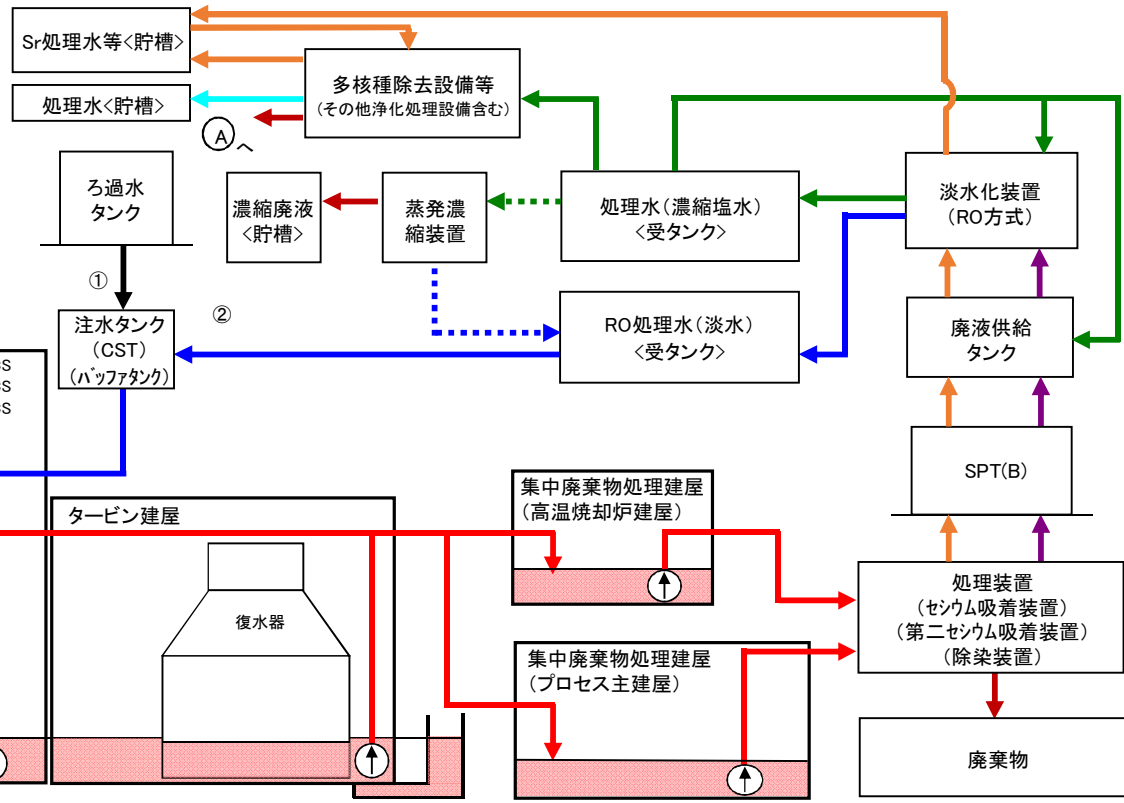 Sr処理水等<貯槽>
処理水<貯槽>
多核種除去設備等
(その他浄化処理設備含む)
Aへ
ろ過水
タンク
濃縮廃液
<貯槽>
蒸発濃
縮装置
処理水(濃縮塩水)
<受タンク>
淡水化装置
(RO方式)
①
②
注水タンク
(CST)
(バッファタンク)
RO処理水(淡水)
<受タンク>
廃液供給
タンク
SPT(B)
タービン建屋
復水器
集中廃棄物処理建屋
(高温焼却炉建屋)
集中廃棄物処理建屋
(プロセス主建屋)
処理装置
(セシウム吸着装置)
(第二セシウム吸着装置)
(除染装置)
廃棄物